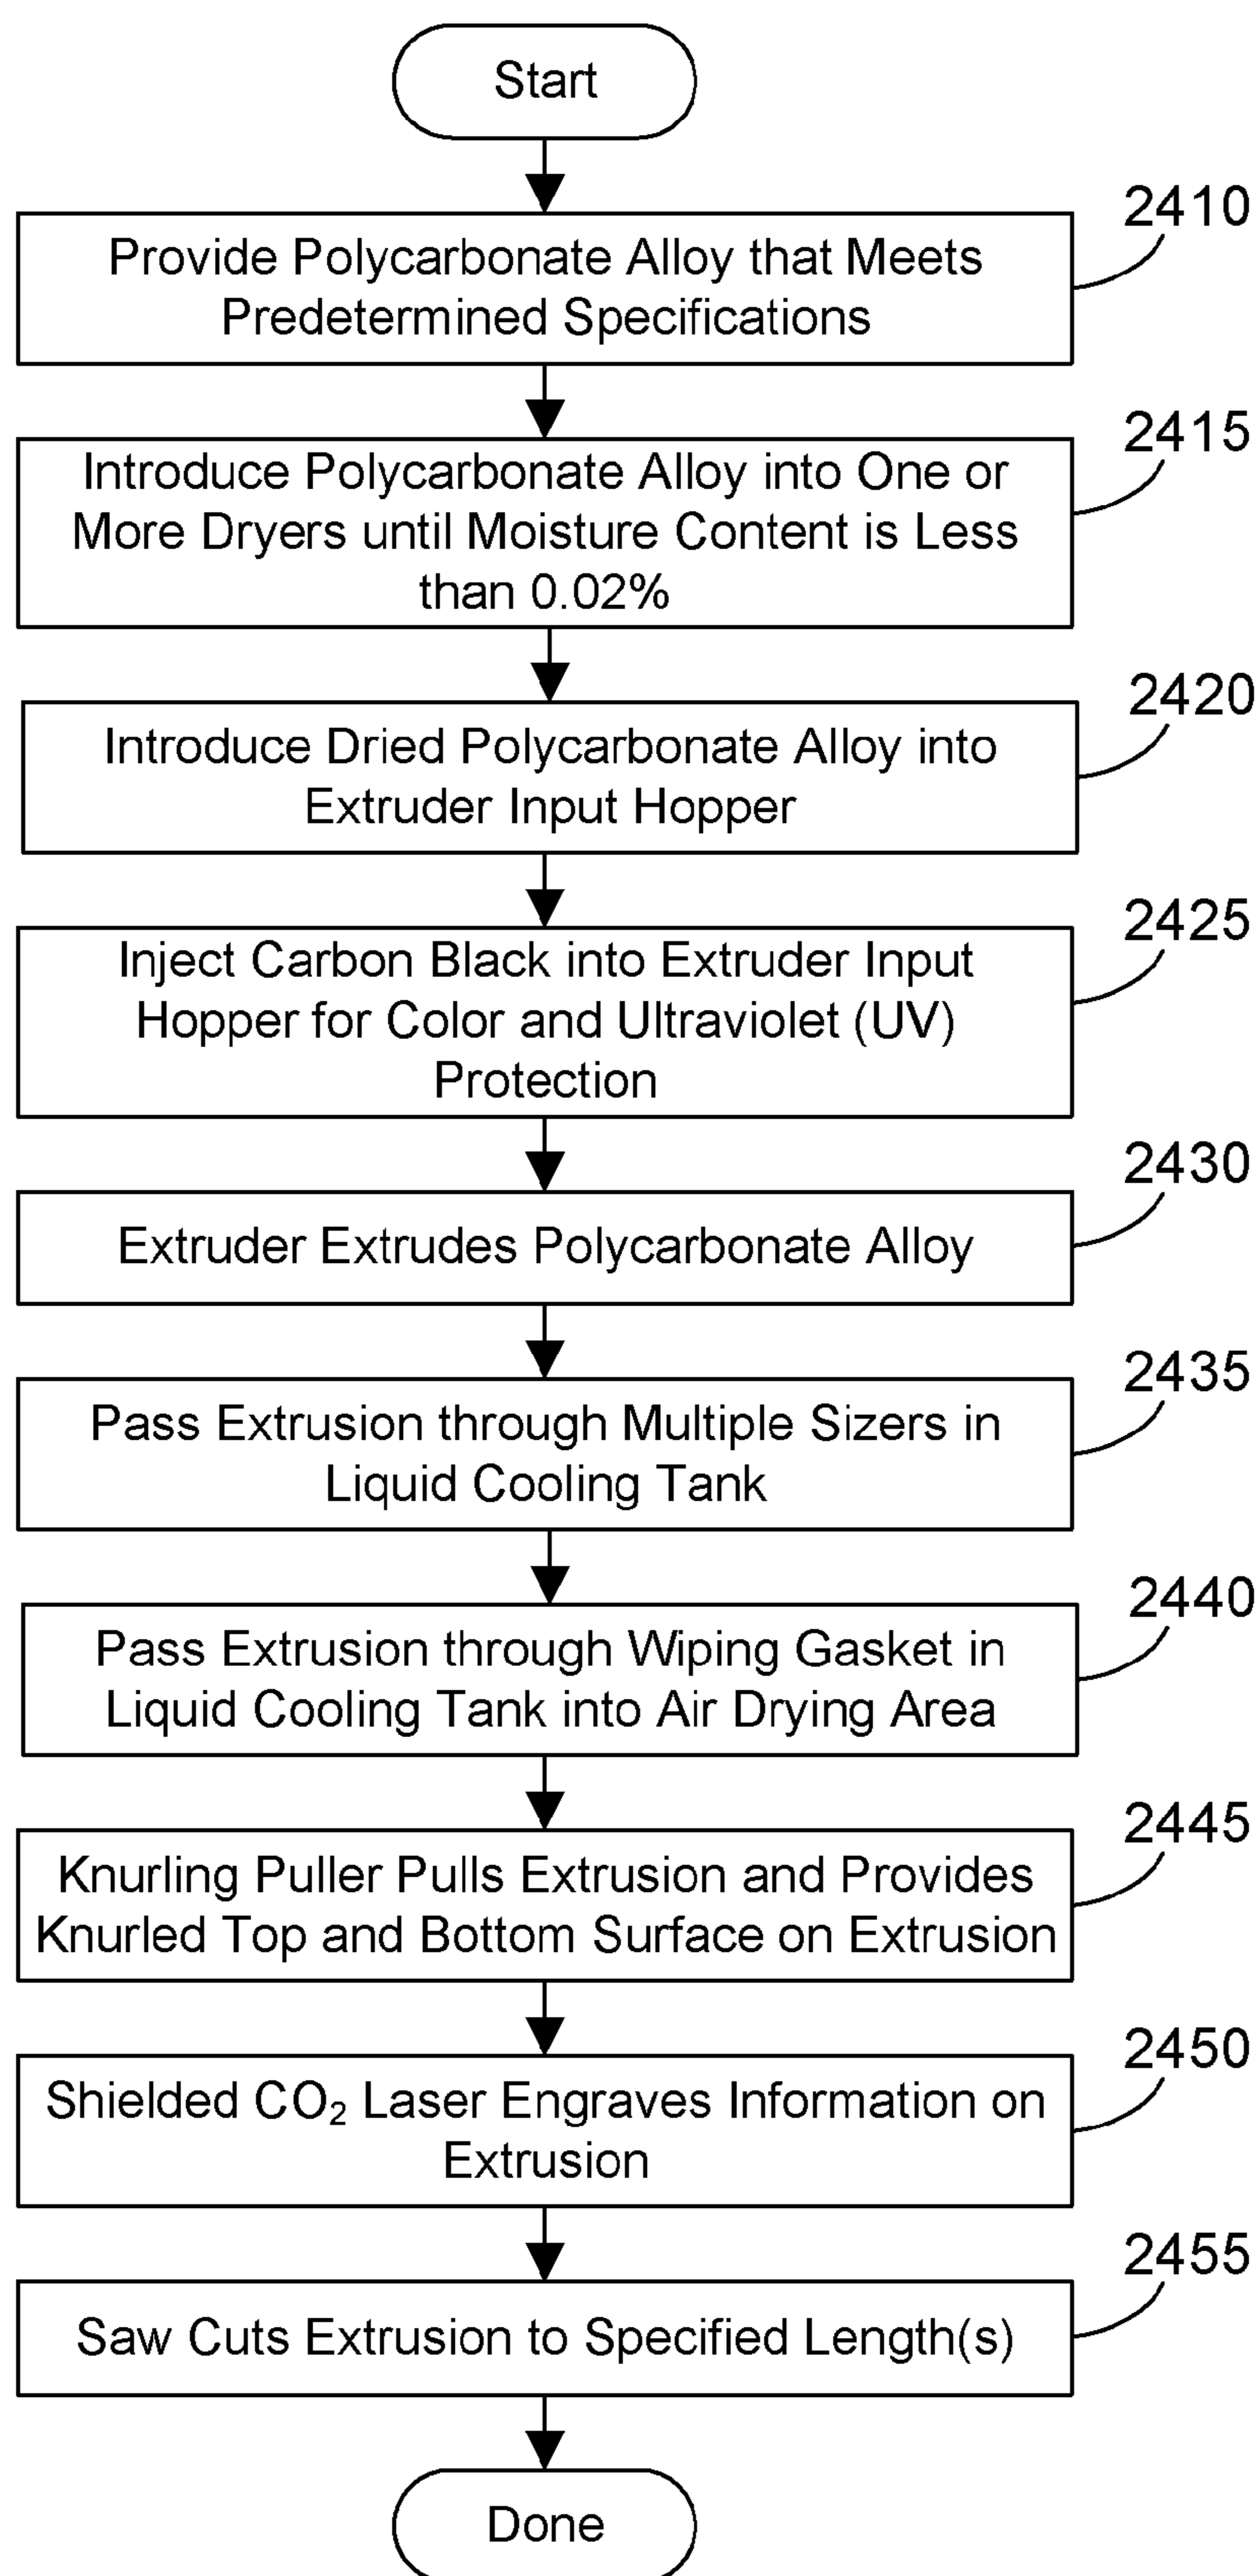 Start
2410
Provide Polycarbonate Alloy that Meets
Predetermined Specifications
2415
Introduce Polycarbonate Alloy into One or
More Dryers until Moisture Content is Less
than 0.02%
2420
Introduce Dried Polycarbonate Alloy into
Extruder Input Hopper
2425
Inject Carbon Black into Extruder Input
Hopper for Color and Ultraviolet (UV)
Protection
2430
Extruder Extrudes Polycarbonate Alloy
2435
Pass Extrusion through Multiple Sizers in
Liquid Cooling Tank
2440
Pass Extrusion through Wiping Gasket in
Liquid Cooling Tank into Air Drying Area
2445
Knurling Puller Pulls Extrusion and Provides
Knurled Top and Bottom Surface on Extrusion
2450
Shielded CO₂ Laser Engraves Information on
Extrusion
2455
Saw Cuts Extrusion to Specified Length(s)
Done